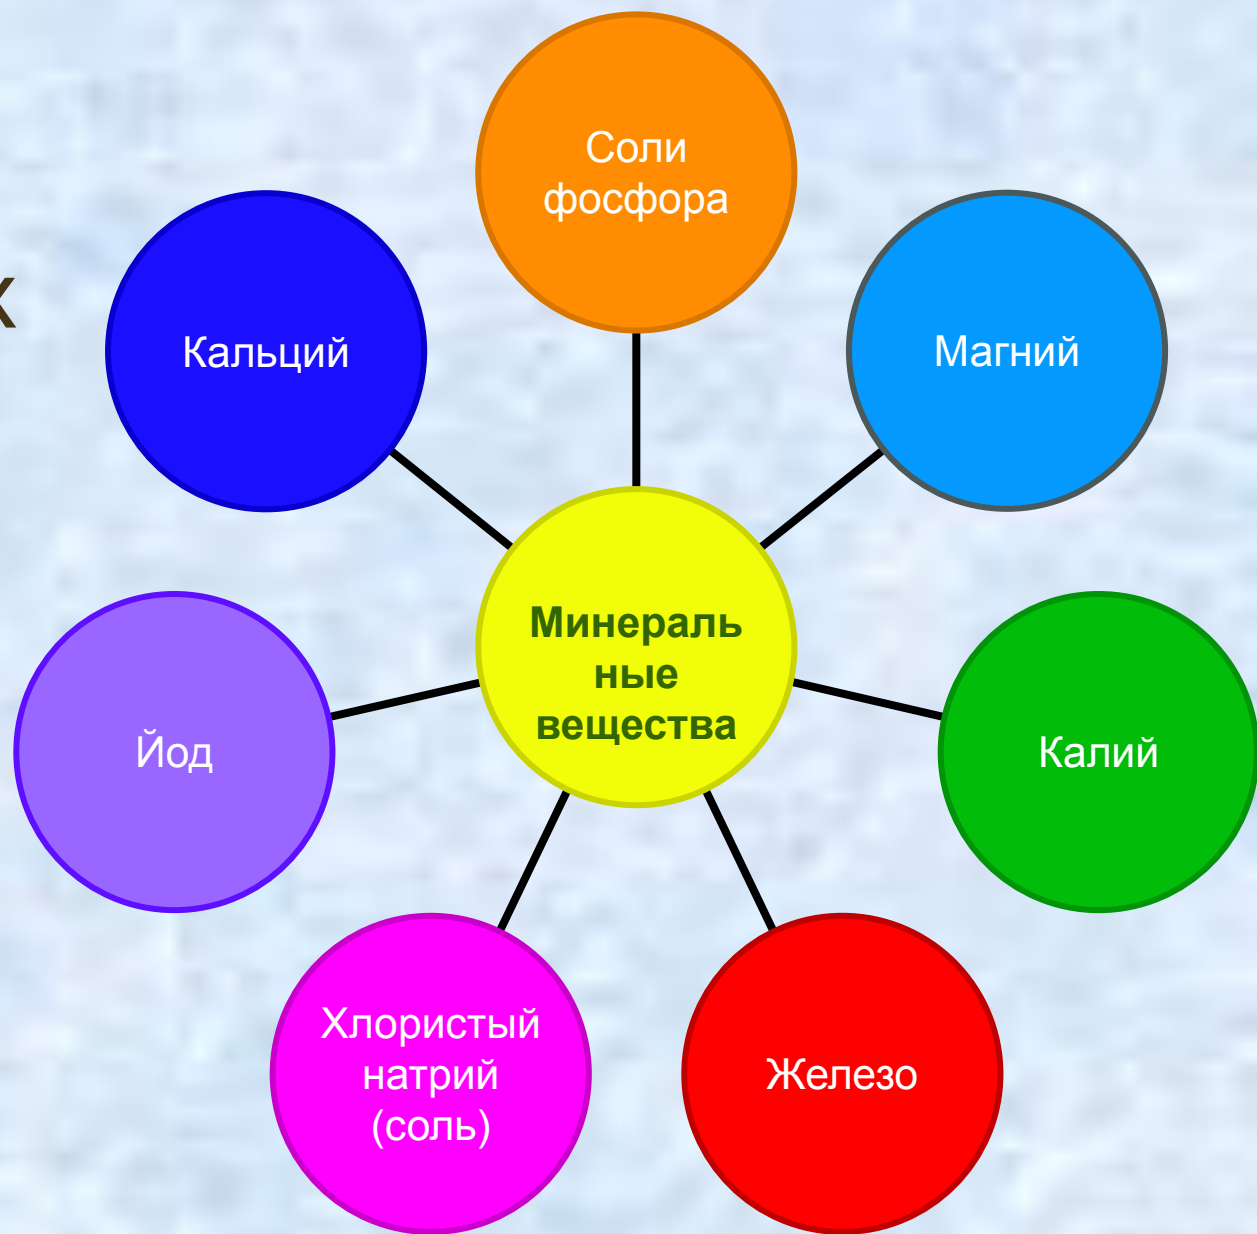 Соли
фосфора
х
Кальций
Магний
Минераль
ные
вещества
Йод
Калий
Хлористый
натрий
(соль)
Железо